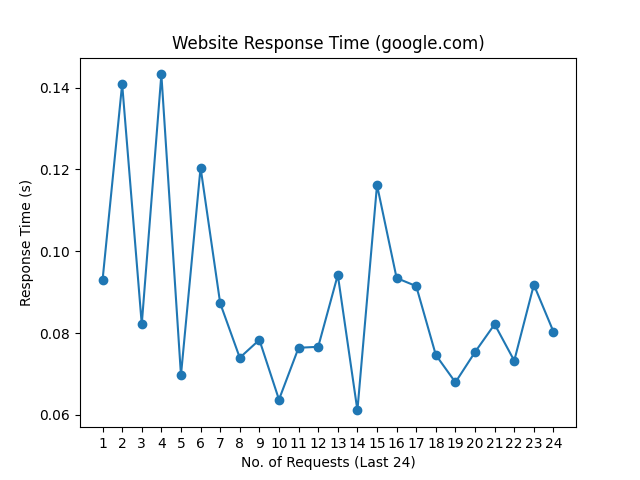 Website Response Time (google.com)
0.14
0.12
0.10
0.08
0.06
Response Time (s)
1 2 3 4 5 6 7 8 9 10 11 12 13 14 15 16 17 18 19 20 21 22 23 24
No. of Requests (Last 24)